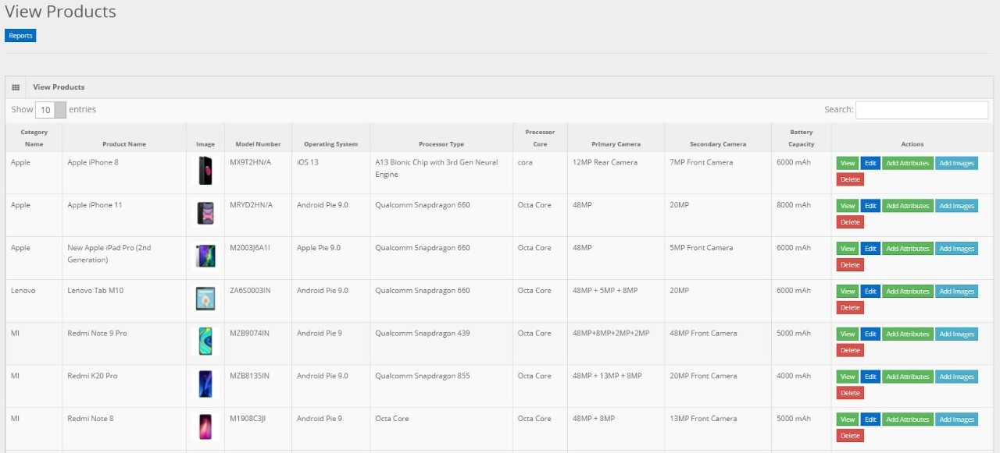 View Products
Reports
View Products
Show 10 entries Search:
Category Name Product Name Image Model Number Operating System Processor Type Processor Core Primary Camera Secondary Camera Battery Capacity Actions
Apple Apple iPhone 8 MX9T2HN/A iOS 13 A13 Bionic Chip with 3rd Gen Neural Engine cora 12MP Rear Camera 7MP Front Camera 6000 mAh View Edit Add Attributes Add Images
Delete
Apple Apple iPhone 11 MRYD2HN/A Android Pie 9.0 Qualcomm Snapdragon 660 Octa Core 48MP 20MP 8000 mAh View Edit Add Attributes Add Images
Delete
Apple New Apple iPad Pro (2nd Generation) M2003J6A1I Apple Pie 9.0 Qualcomm Snapdragon 660 Octa Core 48MP 5MP Front Camera 6000 mAh View Edit Add Attributes Add Images
Delete
Lenovo Lenovo Tab M10 ZA6S0003IN Android Pie 9.0 Qualcomm Snapdragon 660 Octa Core 48MP + 5MP + 8MP 20MP 6000 mAh View Edit Add Attributes Add Images
Delete
MI Redmi Note 9 Pro MZB9074IN Android Pie 9 Qualcomm Snapdragon 439 Octa Core 48MP+8MP+2MP+2MP 48MP Front Camera 5000 mAh View Edit Add Attributes Add Images
Delete
MI Redmi K20 Pro MZB8135IN Android Pie 9.0 Qualcomm Snapdragon 855 Octa Core 48MP + 13MP + 8MP 20MP Front Camera 4000 mAh View Edit Add Attributes Add Images
Delete
MI Redmi Note 8 M1908C3JI Android Pie 9 Octa Core Octa Core 48MP + 8MP 13MP Front Camera 5000 mAh View Edit Add Attributes Add Images
Delete